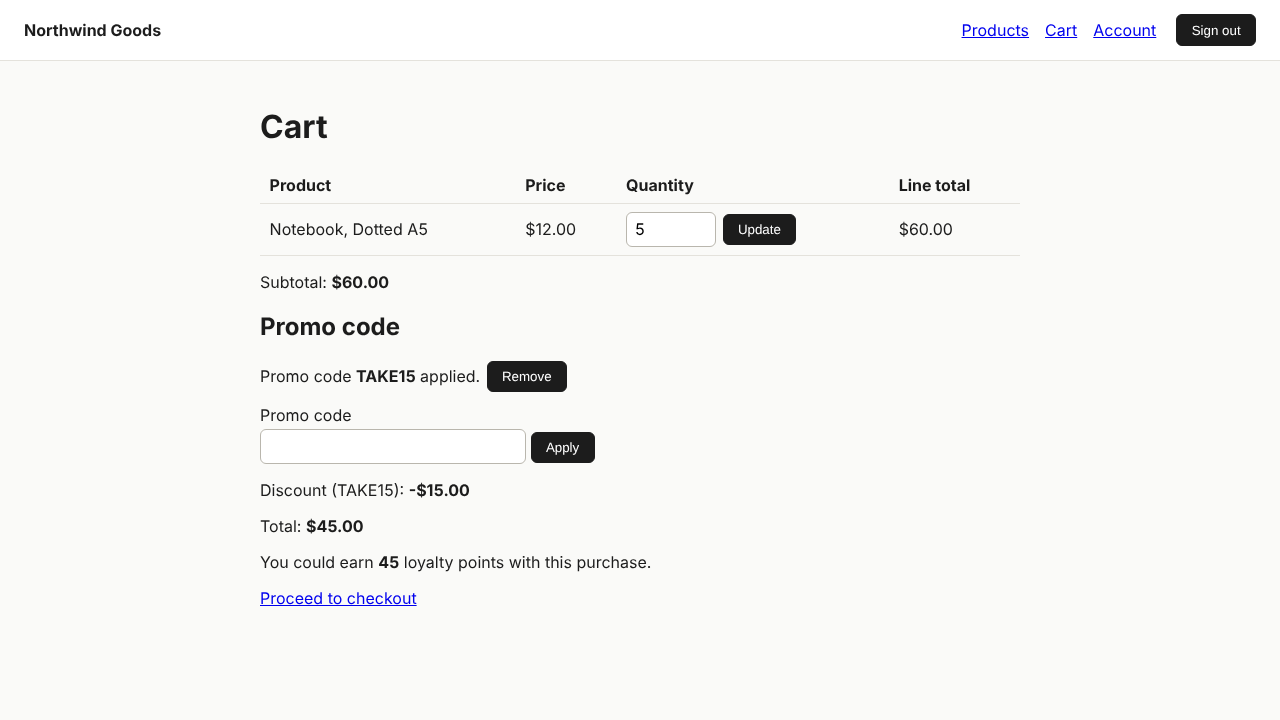 Northwind Goods Products Cart Account Sign out
Cart
Product Price Quantity Line total
Notebook, Dotted A5 $12.00 5 Update $60.00
Subtotal: $60.00
Promo code
Promo code TAKE15 applied. Remove
Promo code
Apply
Discount (TAKE15): -$15.00
Total: $45.00
You could earn 45 loyalty points with this purchase.
Proceed to checkout